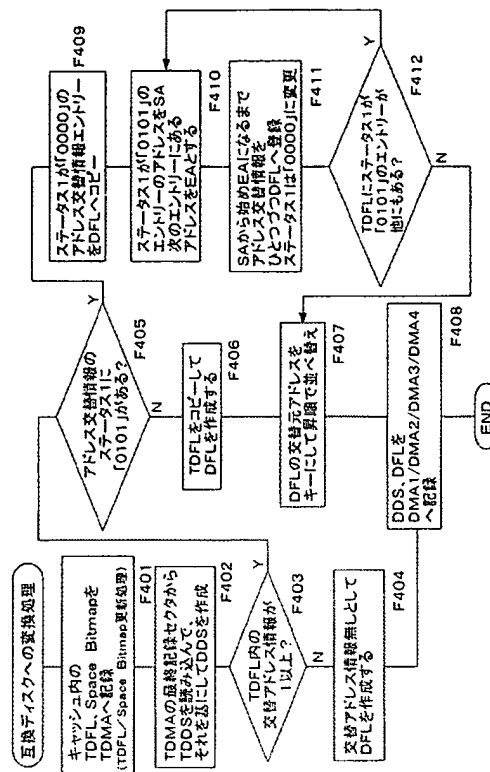 互換ディスクへの変換処理
キャッシュ内の
TDFL、Space Bitmapを
TDMAへ記録
(TDFL/Space Bitmap更新処理)
F401
TDMAの最終記録セクタから
TDDSを読み込んで、
それを基にしてDDSを作成
F402
TDFL内の
交替アドレス情報が
1以上?
F403
Y
N
交替アドレス情報無しとして
DFLを作成する
F404
アドレス交替情報の
ステータス1に
「0101」がある?
F405
Y
N
TDFLをコピーして
DFLを作成する
F406
DFLの交替元アドレスを
キーにして昇順で並べ替え
F407
DDS、DFLを
DMA1/DMA2/DMA3/DMA4
へ記録
F408
END
ステータス1が「0000」の
アドレス交替情報エントリー
をDFLへコピー
F409
ステータス1が「0101」の
エントリーのアドレスをSA
次のエントリーにある
アドレスをEAとする
F410
SAから始めEAになるまで
アドレス交替情報を
ひとつづつDFLへ登録
ステータス1は「0000」に変更
F411
TDFLにステータス1が
「0101」のエントリーが
他にもある?
F412
Y
N